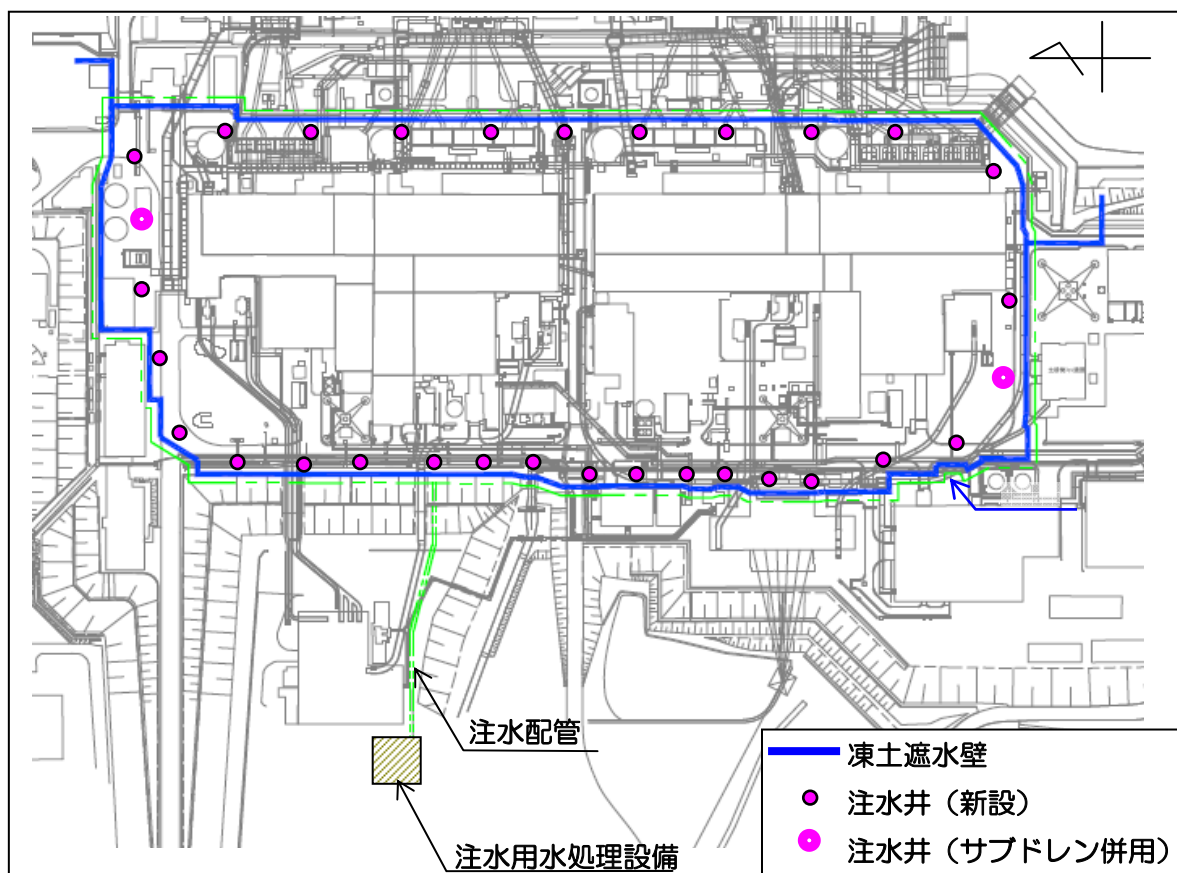 注水配管
注水用水処理設備
凍土遮水壁
注水井（新設）
注水井（サブドレン併用）